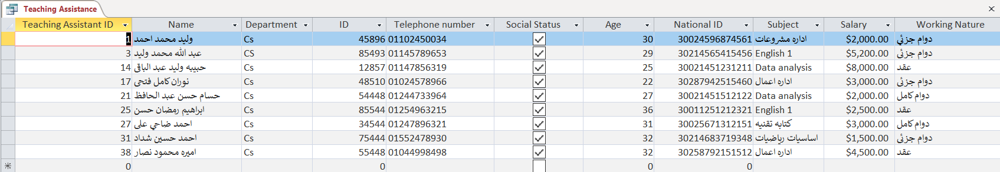 Teaching Assistance
Teaching Assistant ID Name Department ID Telephone number Social Status Age National ID Subject Salary Working Nature
1 وليد محمد احمد Cs 45896 01102450034 30 30024596874561 اداره مشروعات $2,000.00 دوام جزئي
3 عبد الله محمد وليد CS 85493 01145789653 29 30214565415456 English 1 $5,200.00 دوام جزئى
14 حبيبه وليد عبد الباقى Cs 12857 01147856319 25 30021451231211 Data analysis $8,000.00 عقد
17 نوران كامل فتحى Cs 48510 01024578966 22 30287942515460 اداره اعمال $3,000.00 دوام جزئى
21 حسام حسن عبد الحافظ Cs 54448 01244733964 27 30021451512122 Data analysis $2,000.00 دوام كامل
25 ابراهيم رمضان حسن Cs 85544 01254963215 36 30011251212321 English 1 $2,500.00 عقد
27 احمد ضاحي على Cs 34544 01247896321 31 30025671312151 كتابه تقنيه $3,000.00 دوام كامل
31 احمد حسين شداد Cs 75444 01552478930 32 30214683719348 اساسيات رياضيات $1,500.00 دوام جزئى
38 اميره محمود نصار Cs 55448 01044998498 32 30258792151512 اداره اعمال $4,500.00 عقد
0 0 0 0